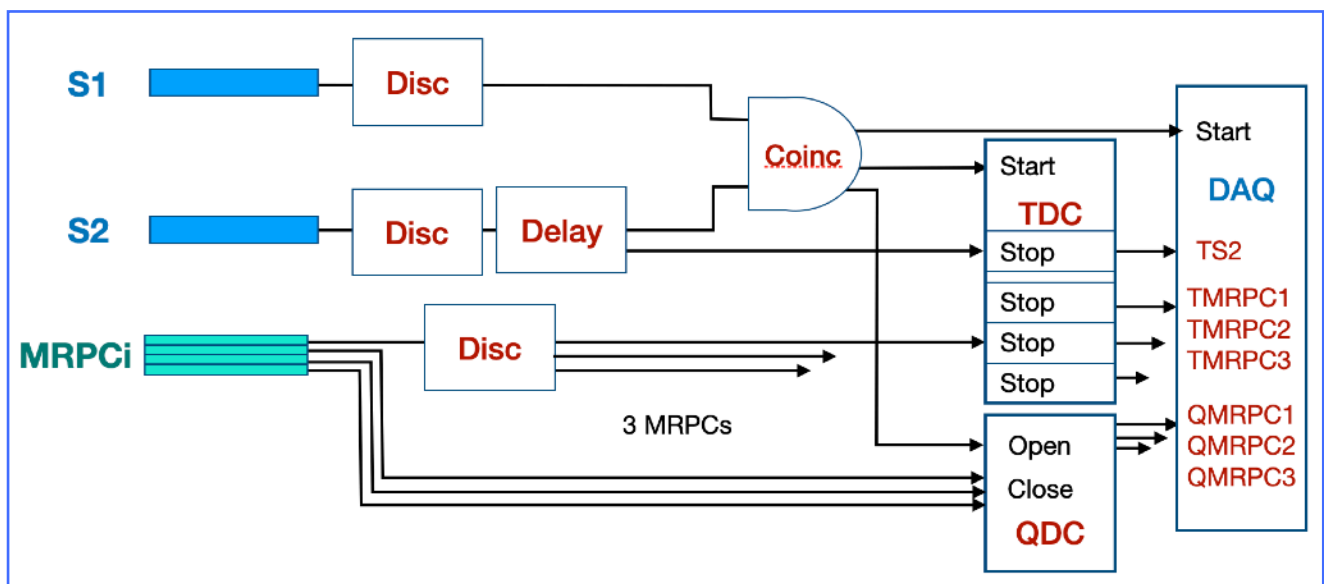 S1
Disc
Coinc
Start
Start
DAQ
TDC
S2
Disc
Delay
Stop
TS2
MRPCi
Disc
Stop
Stop
Stop
TMRPC1
TMRPC2
TMRPC3
3 MRPCs
Open
Close
QDC
QMRPC1
QMRPC2
QMRPC3